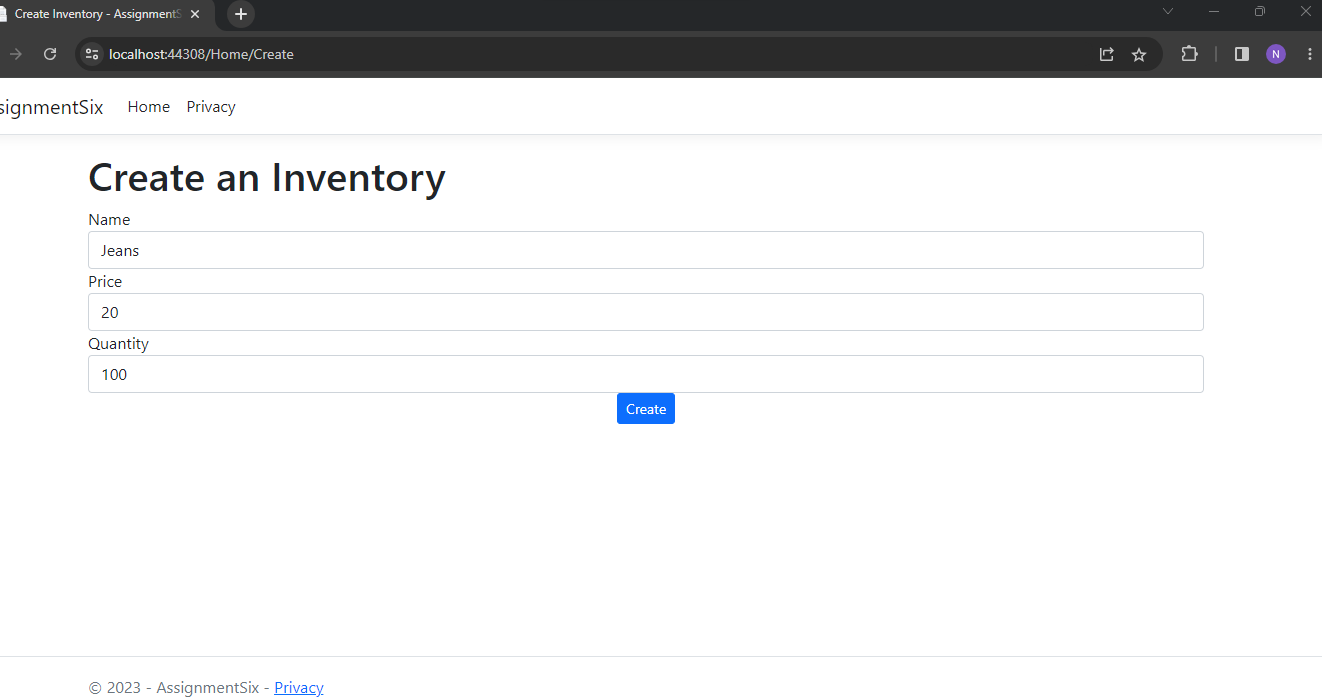 Create Inventory - AssignmentS
localhost:44308/Home/Create
N
signmentSix Home Privacy
Create an Inventory
Name
Jeans
Price
20
Quantity
100
Create
© 2023 - AssignmentSix - Privacy